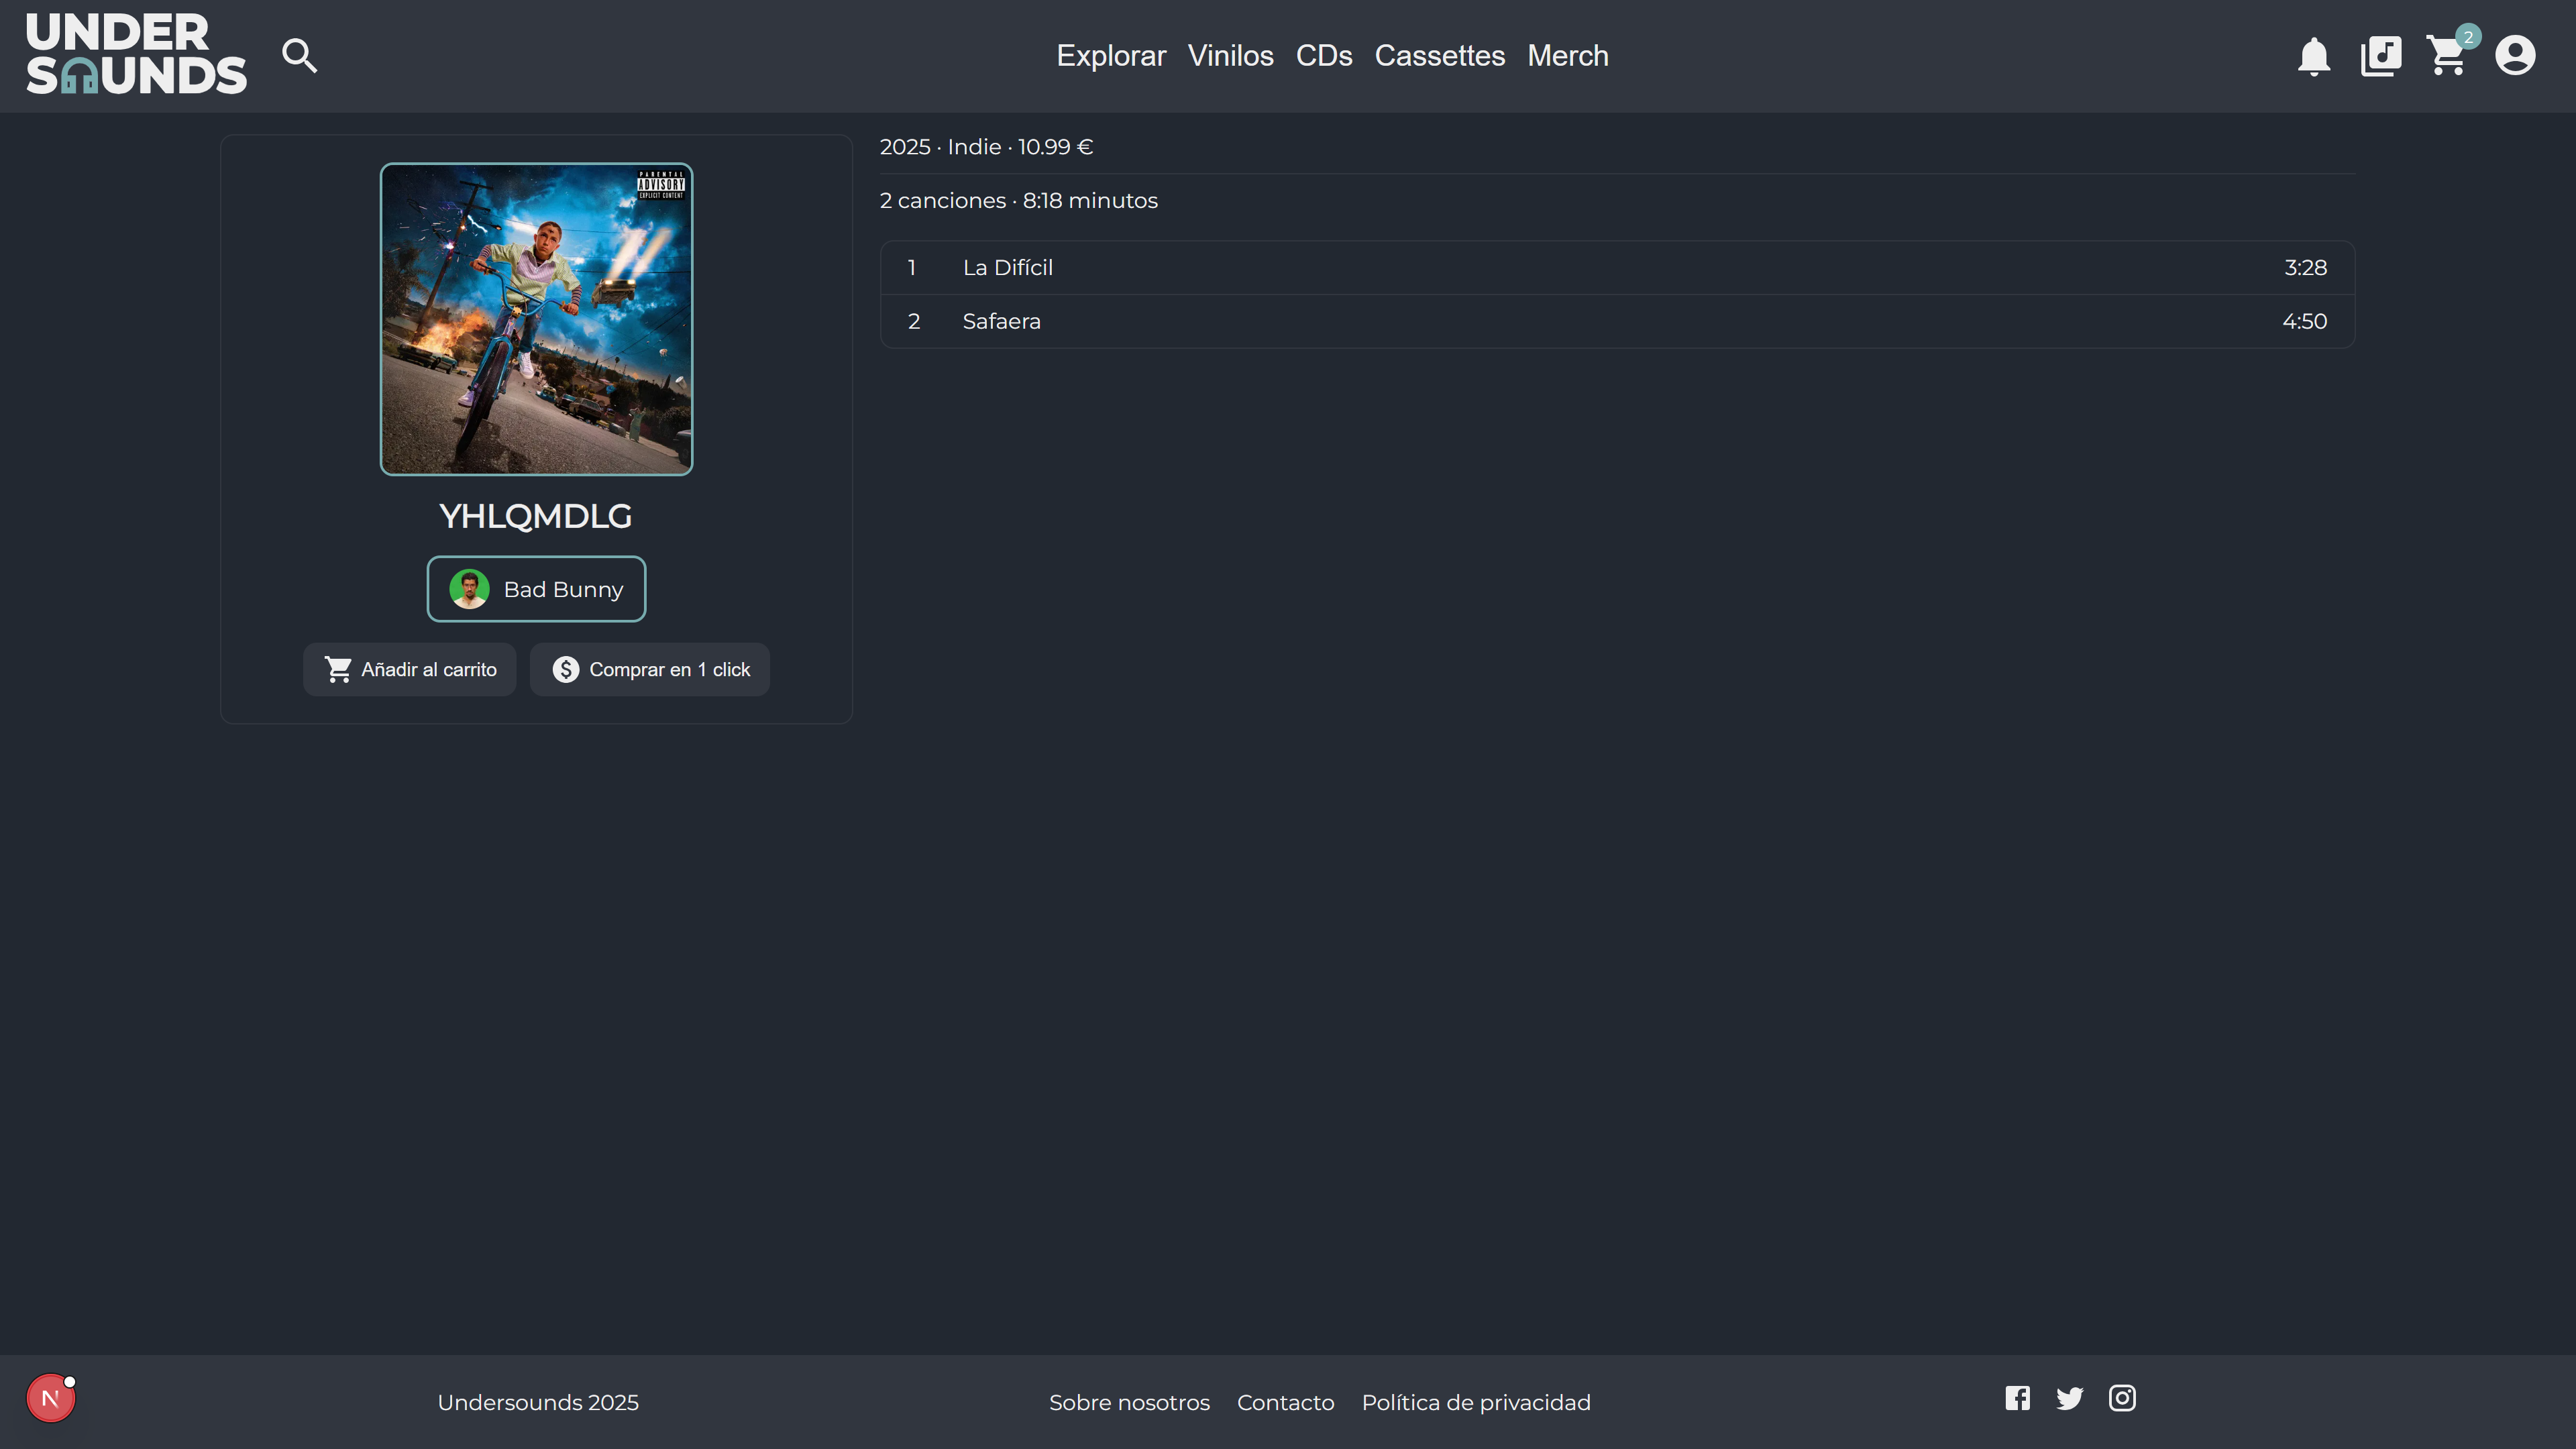 UNDER
SOUNDS
Explorar Vinilos CDs Cassettes Merch
2
PARENTAL
ADVISORY
EXPLICIT CONTENT
YHLQMDLG
Bad Bunny
Añadir al carrito Comprar en 1 click
2025 · Indie · 10.99 €
2 canciones · 8:18 minutos
1 La Difícil 3:28
2 Safaera 4:50
N
Undersounds 2025
Sobre nosotros Contacto Política de privacidad